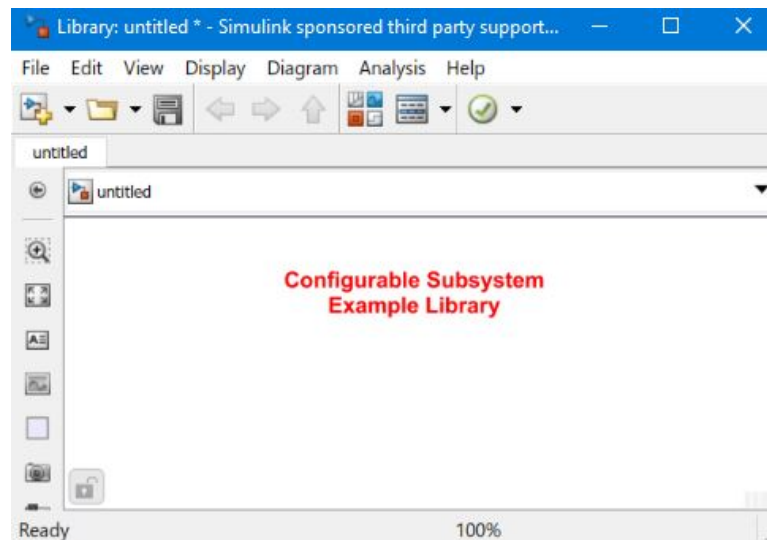 Library: untitled * - Simulink sponsored third party support...
File Edit View Display Diagram Analysis Help
untitled
untitled
Configurable Subsystem
Example Library
Ready 100%